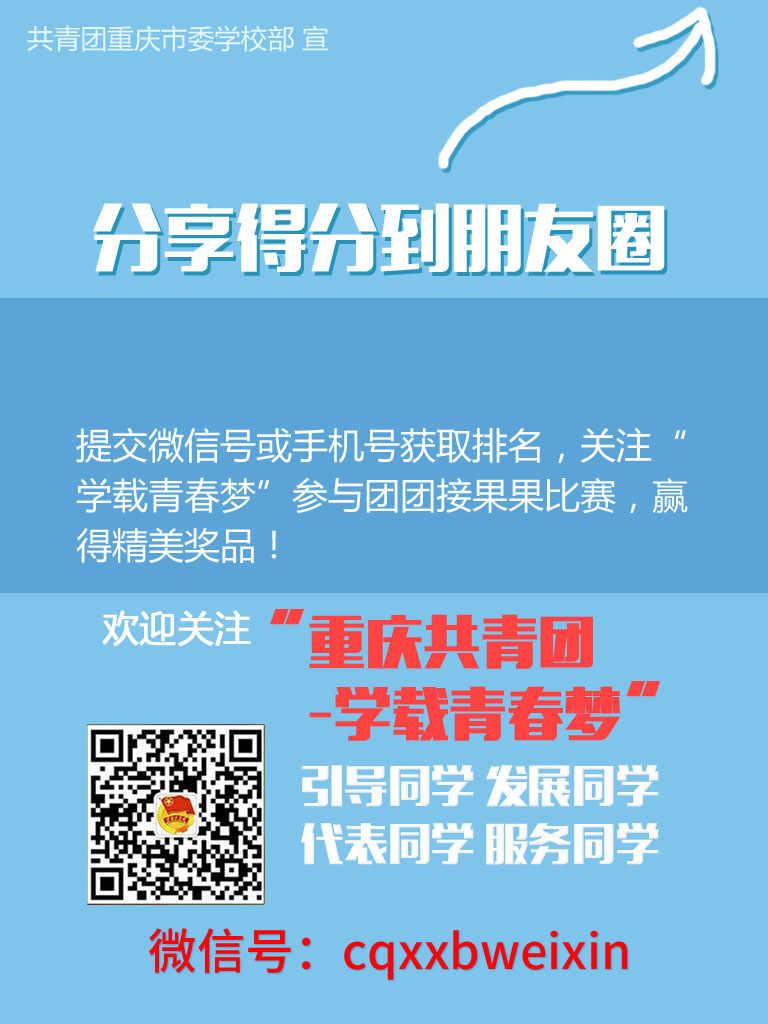 共青团重庆市委学校部 宣
分享得分到朋友圈
提交微信号或手机号获取排名，关注“
学载青春梦”参与团团接果果比赛，赢
得精美奖品！
欢迎关注“重庆共青团
-学载青春梦”
引导同学 发展同学
代表同学 服务同学
微信号：cqxxbweixin